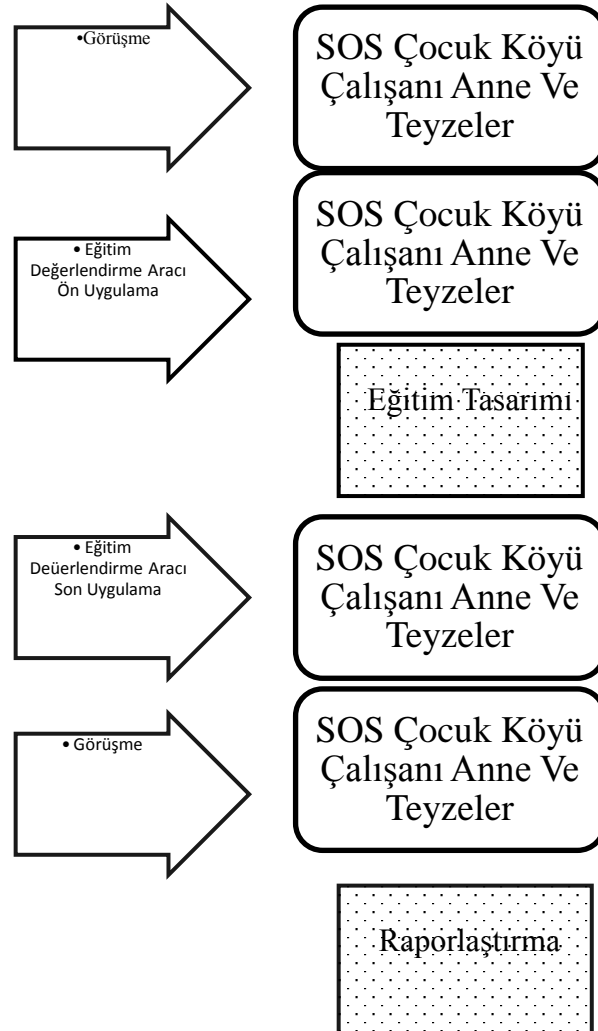 •Görüşme
SOS Çocuk Köyü
Çalışanı Anne Ve
Teyzeler
• Eğitim
Değerlendirme Aracı
Ön Uygulama
SOS Çocuk Köyü
Çalışanı Anne Ve
Teyzeler
Eğitim Tasarımı
• Eğitim
Deüerlendirme Aracı
Son Uygulama
SOS Çocuk Köyü
Çalışanı Anne Ve
Teyzeler
• Görüşme
SOS Çocuk Köyü
Çalışanı Anne Ve
Teyzeler
Raporlaştırma